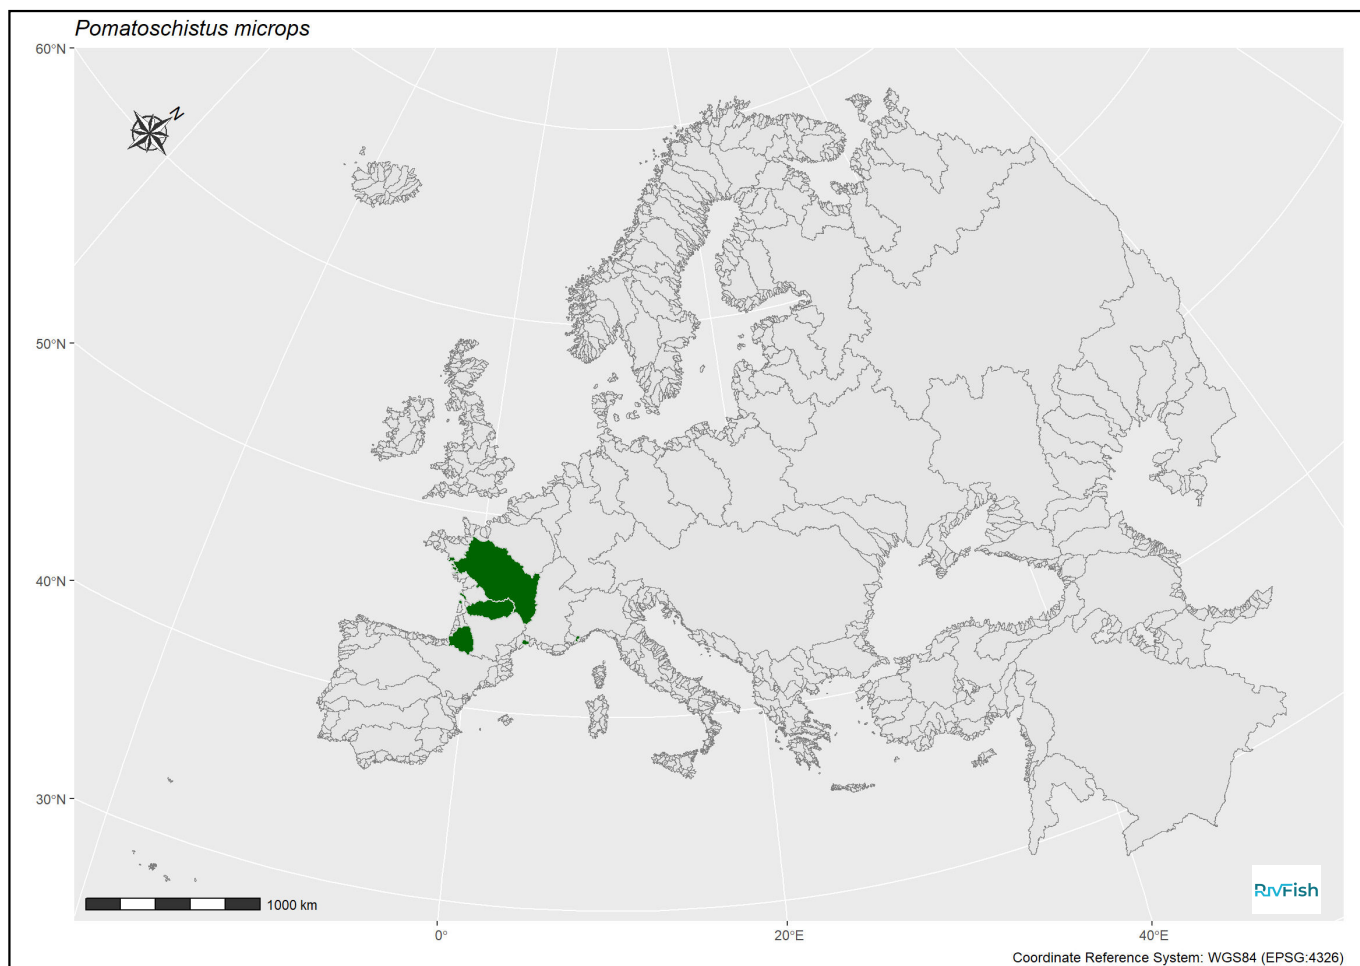 Pomatoschistus microps
60°N
N
50°N
40°N
30°N
1000 km
RivFish
0°
20°E
40°E
Coordinate Reference System: WGS84 (EPSG:4326)